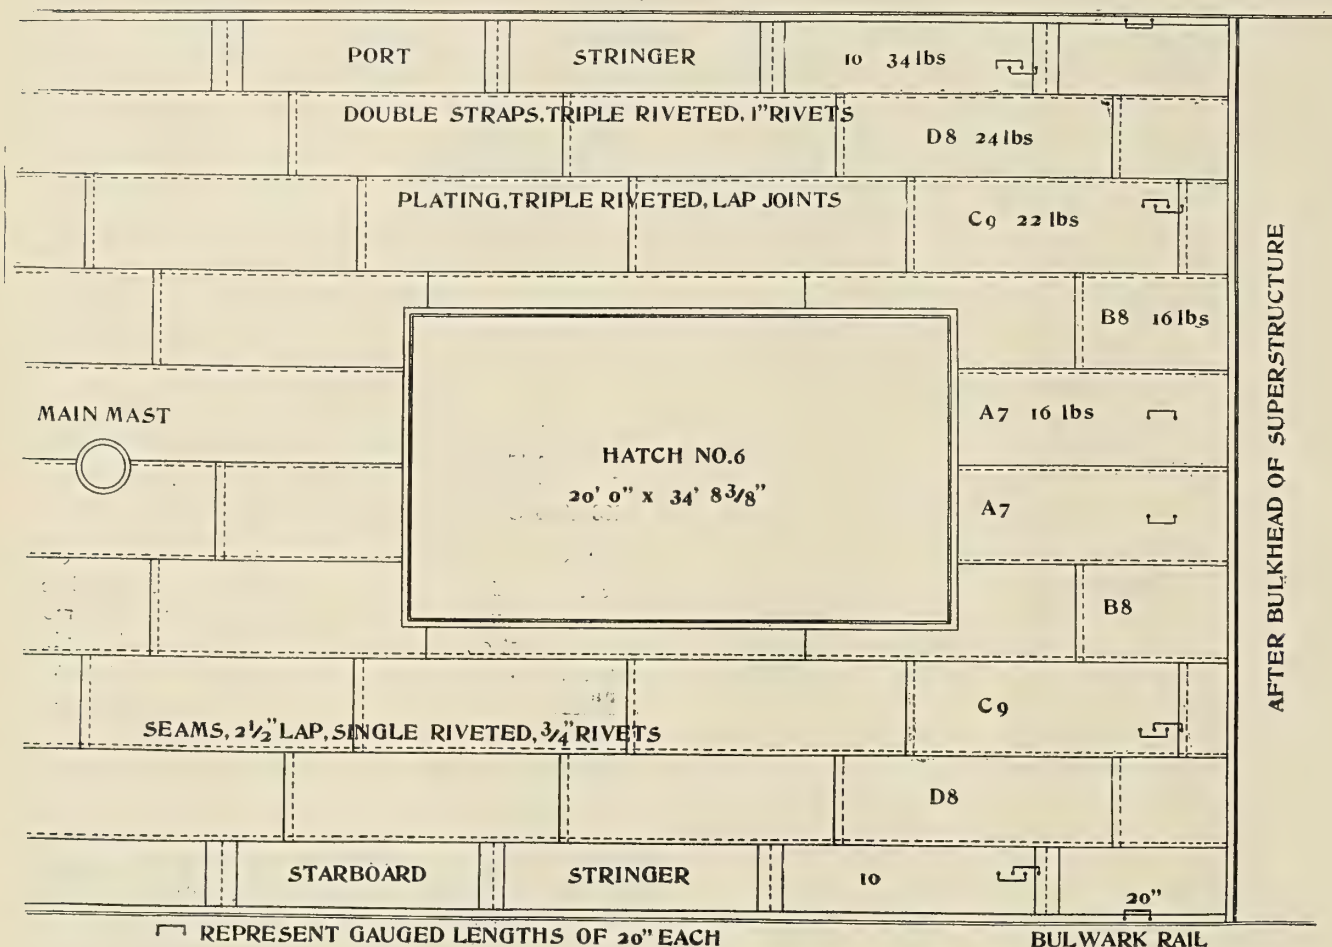 PORT STRINGER 10 34 lbs
DOUBLE STRAPS, TRIPLE RIVETED, 1" RIVETS
D8 24 lbs
PLATING, TRIPLE RIVETED, LAP JOINTS
C9 22 lbs
B8 16 lbs
MAIN MAST
A7 16 lbs
HATCH NO. 6
20' 0" x 34' 8 3/8"
A7
B8
AFTER BULKHEAD OF SUPERSTRUCTURE
C9
SEAMS, 2 1/2" LAP, SINGLE RIVETED, 3/4" RIVETS
D8
STARBOARD STRINGER 10
20"
REPRESENT GAUGED LENGTHS OF 20" EACH
BULWARK RAIL